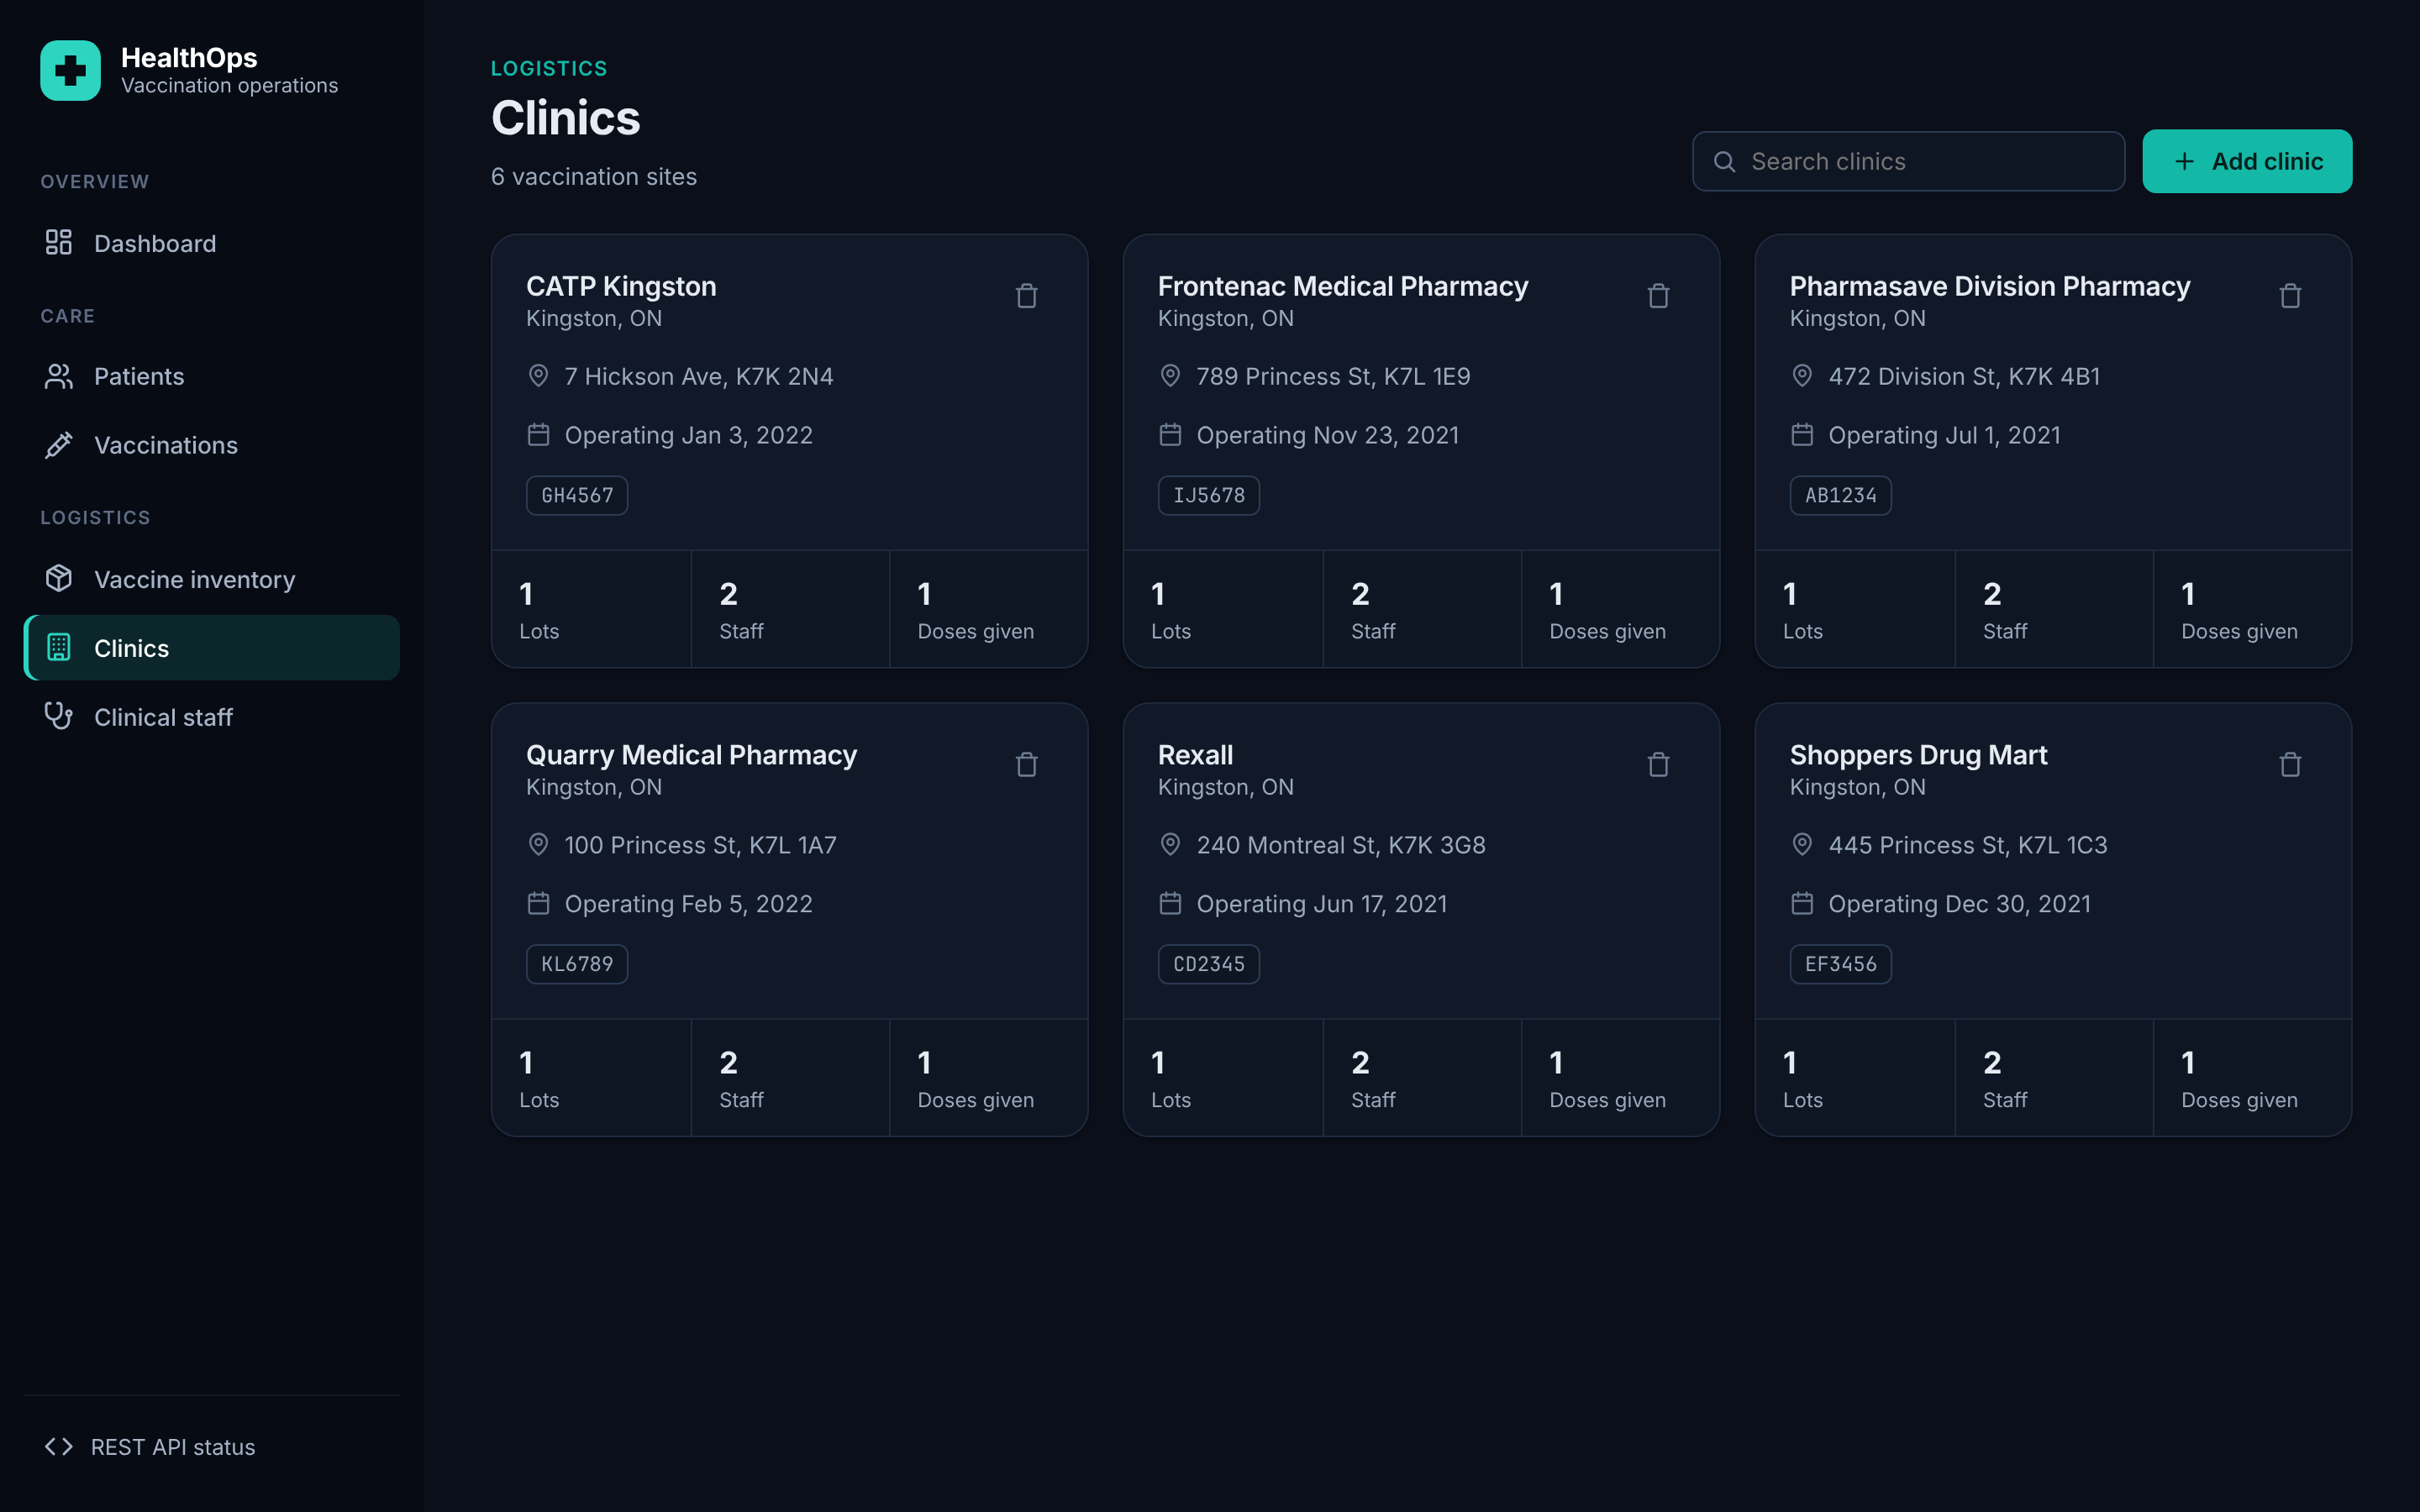 HealthOps
Vaccination operations
OVERVIEW
Dashboard
CARE
Patients
Vaccinations
LOGISTICS
Vaccine inventory
Clinics
Clinical staff
REST API status
LOGISTICS
Clinics
6 vaccination sites
Search clinics
Add clinic
CATP Kingston
Kingston, ON
7 Hickson Ave, K7K 2N4
Operating Jan 3, 2022
GH4567
1
Lots
2
Staff
1
Doses given
Frontenac Medical Pharmacy
Kingston, ON
789 Princess St, K7L 1E9
Operating Nov 23, 2021
IJ5678
1
Lots
2
Staff
1
Doses given
Pharmasave Division Pharmacy
Kingston, ON
472 Division St, K7K 4B1
Operating Jul 1, 2021
AB1234
1
Lots
2
Staff
1
Doses given
Quarry Medical Pharmacy
Kingston, ON
100 Princess St, K7L 1A7
Operating Feb 5, 2022
KL6789
1
Lots
2
Staff
1
Doses given
Rexall
Kingston, ON
240 Montreal St, K7K 3G8
Operating Jun 17, 2021
CD2345
1
Lots
2
Staff
1
Doses given
Shoppers Drug Mart
Kingston, ON
445 Princess St, K7L 1C3
Operating Dec 30, 2021
EF3456
1
Lots
2
Staff
1
Doses given